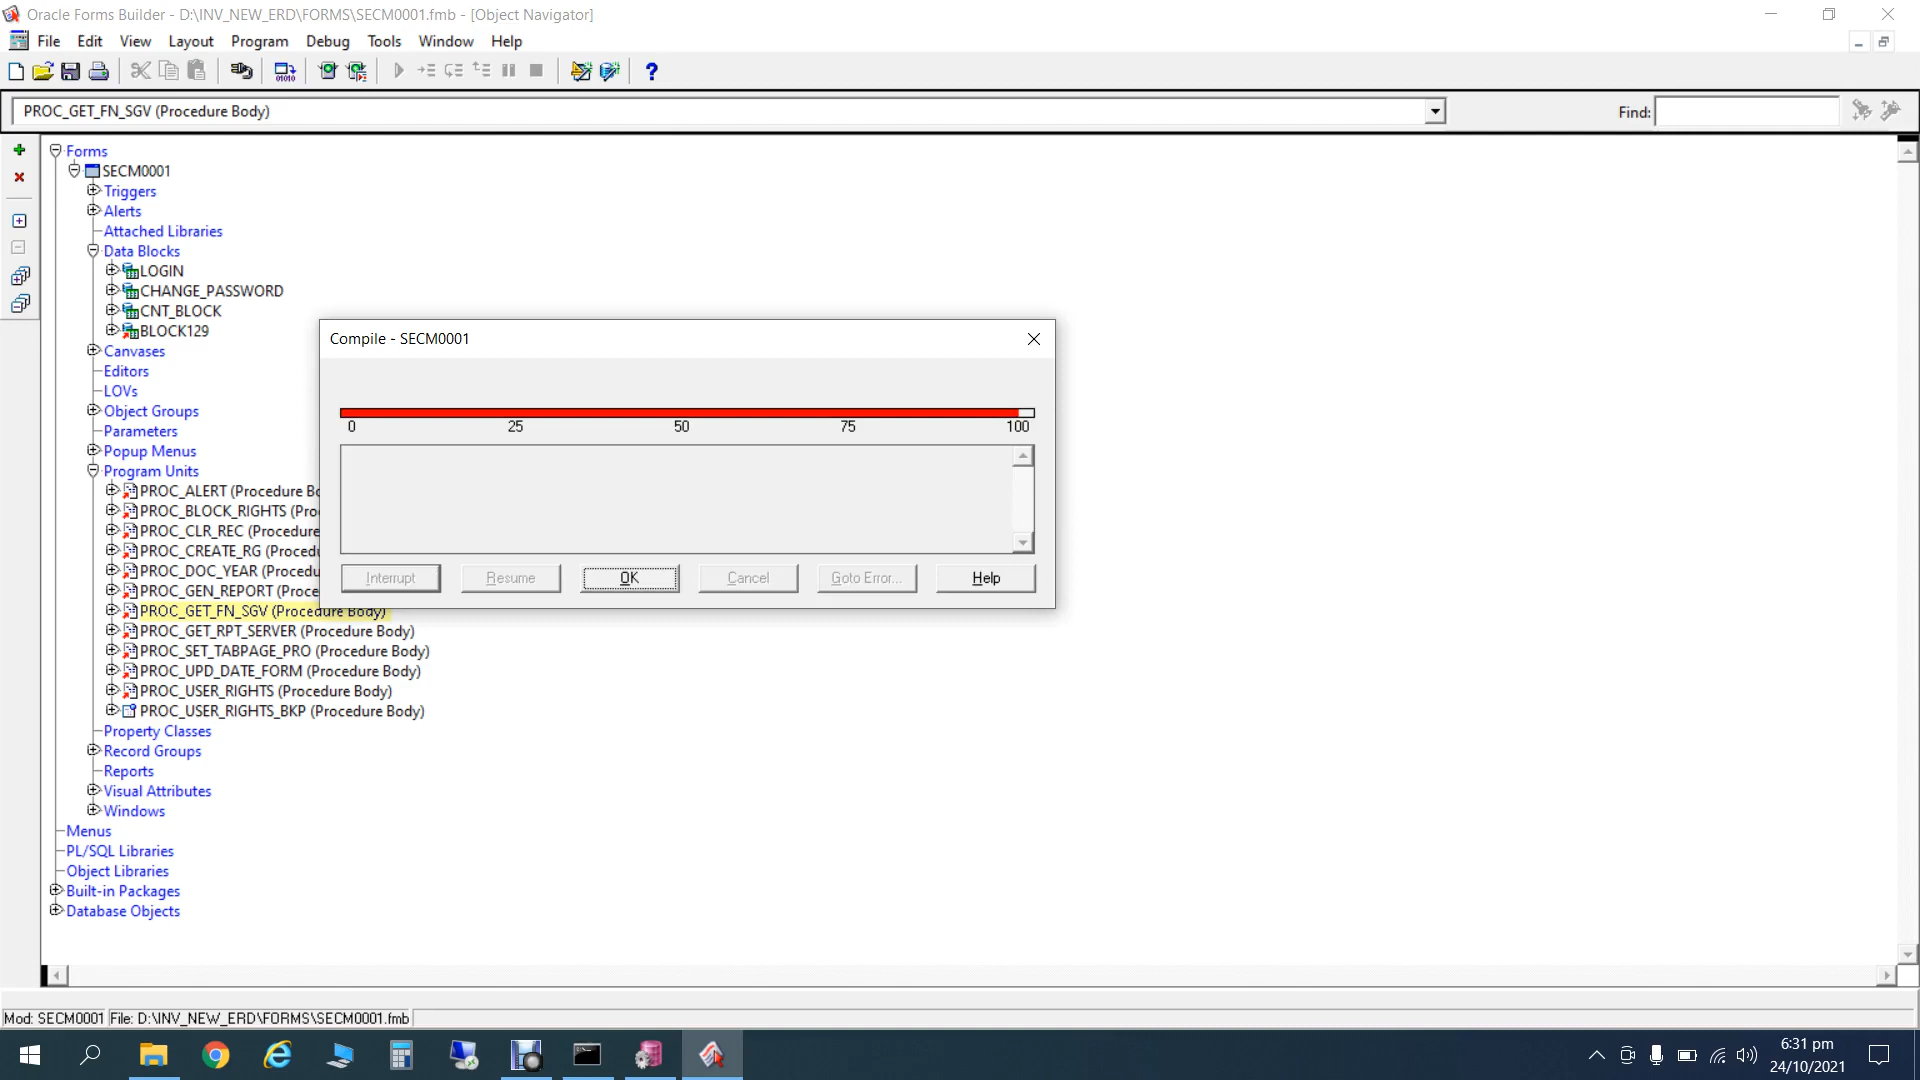 Oracle Forms Builder - D:\INV_NEW_ERD\FORMS\SECM0001.fmb - [Object Navigator]
File Edit View Layout Program Debug Tools Window Help
PROC_GET_FN_SGV (Procedure Body)
Find:
Forms
SECM0001
Triggers
Alerts
Attached Libraries
Data Blocks
LOGIN
CHANGE_PASSWORD
CNT_BLOCK
BLOCK129
Canvases
Editors
LOVs
Object Groups
Parameters
Popup Menus
Program Units
PROC_ALERT (Procedure Bo
PROC_BLOCK_RIGHTS (Pro
PROC_CLR_REC (Procedure
PROC_CREATE_RG (Procedu
PROC_DOC_YEAR (Procedu
PROC_GEN_REPORT (Proce
PROC_GET_FN_SGV (Procedure Body)
PROC_GET_RPT_SERVER (Procedure Body)
PROC_SET_TABPAGE_PRO (Procedure Body)
PROC_UPD_DATE_FORM (Procedure Body)
PROC_USER_RIGHTS (Procedure Body)
PROC_USER_RIGHTS_BKP (Procedure Body)
Property Classes
Record Groups
Reports
Visual Attributes
Windows
Menus
PL/SQL Libraries
Object Libraries
Built-in Packages
Database Objects
Compile - SECM0001
0 25 50 75 100
Interrupt Resume OK Cancel Goto Error... Help
Mod: SECM0001 File: D:\INV_NEW_ERD\FORMS\SECM0001.fmb
6:31 pm
24/10/2021